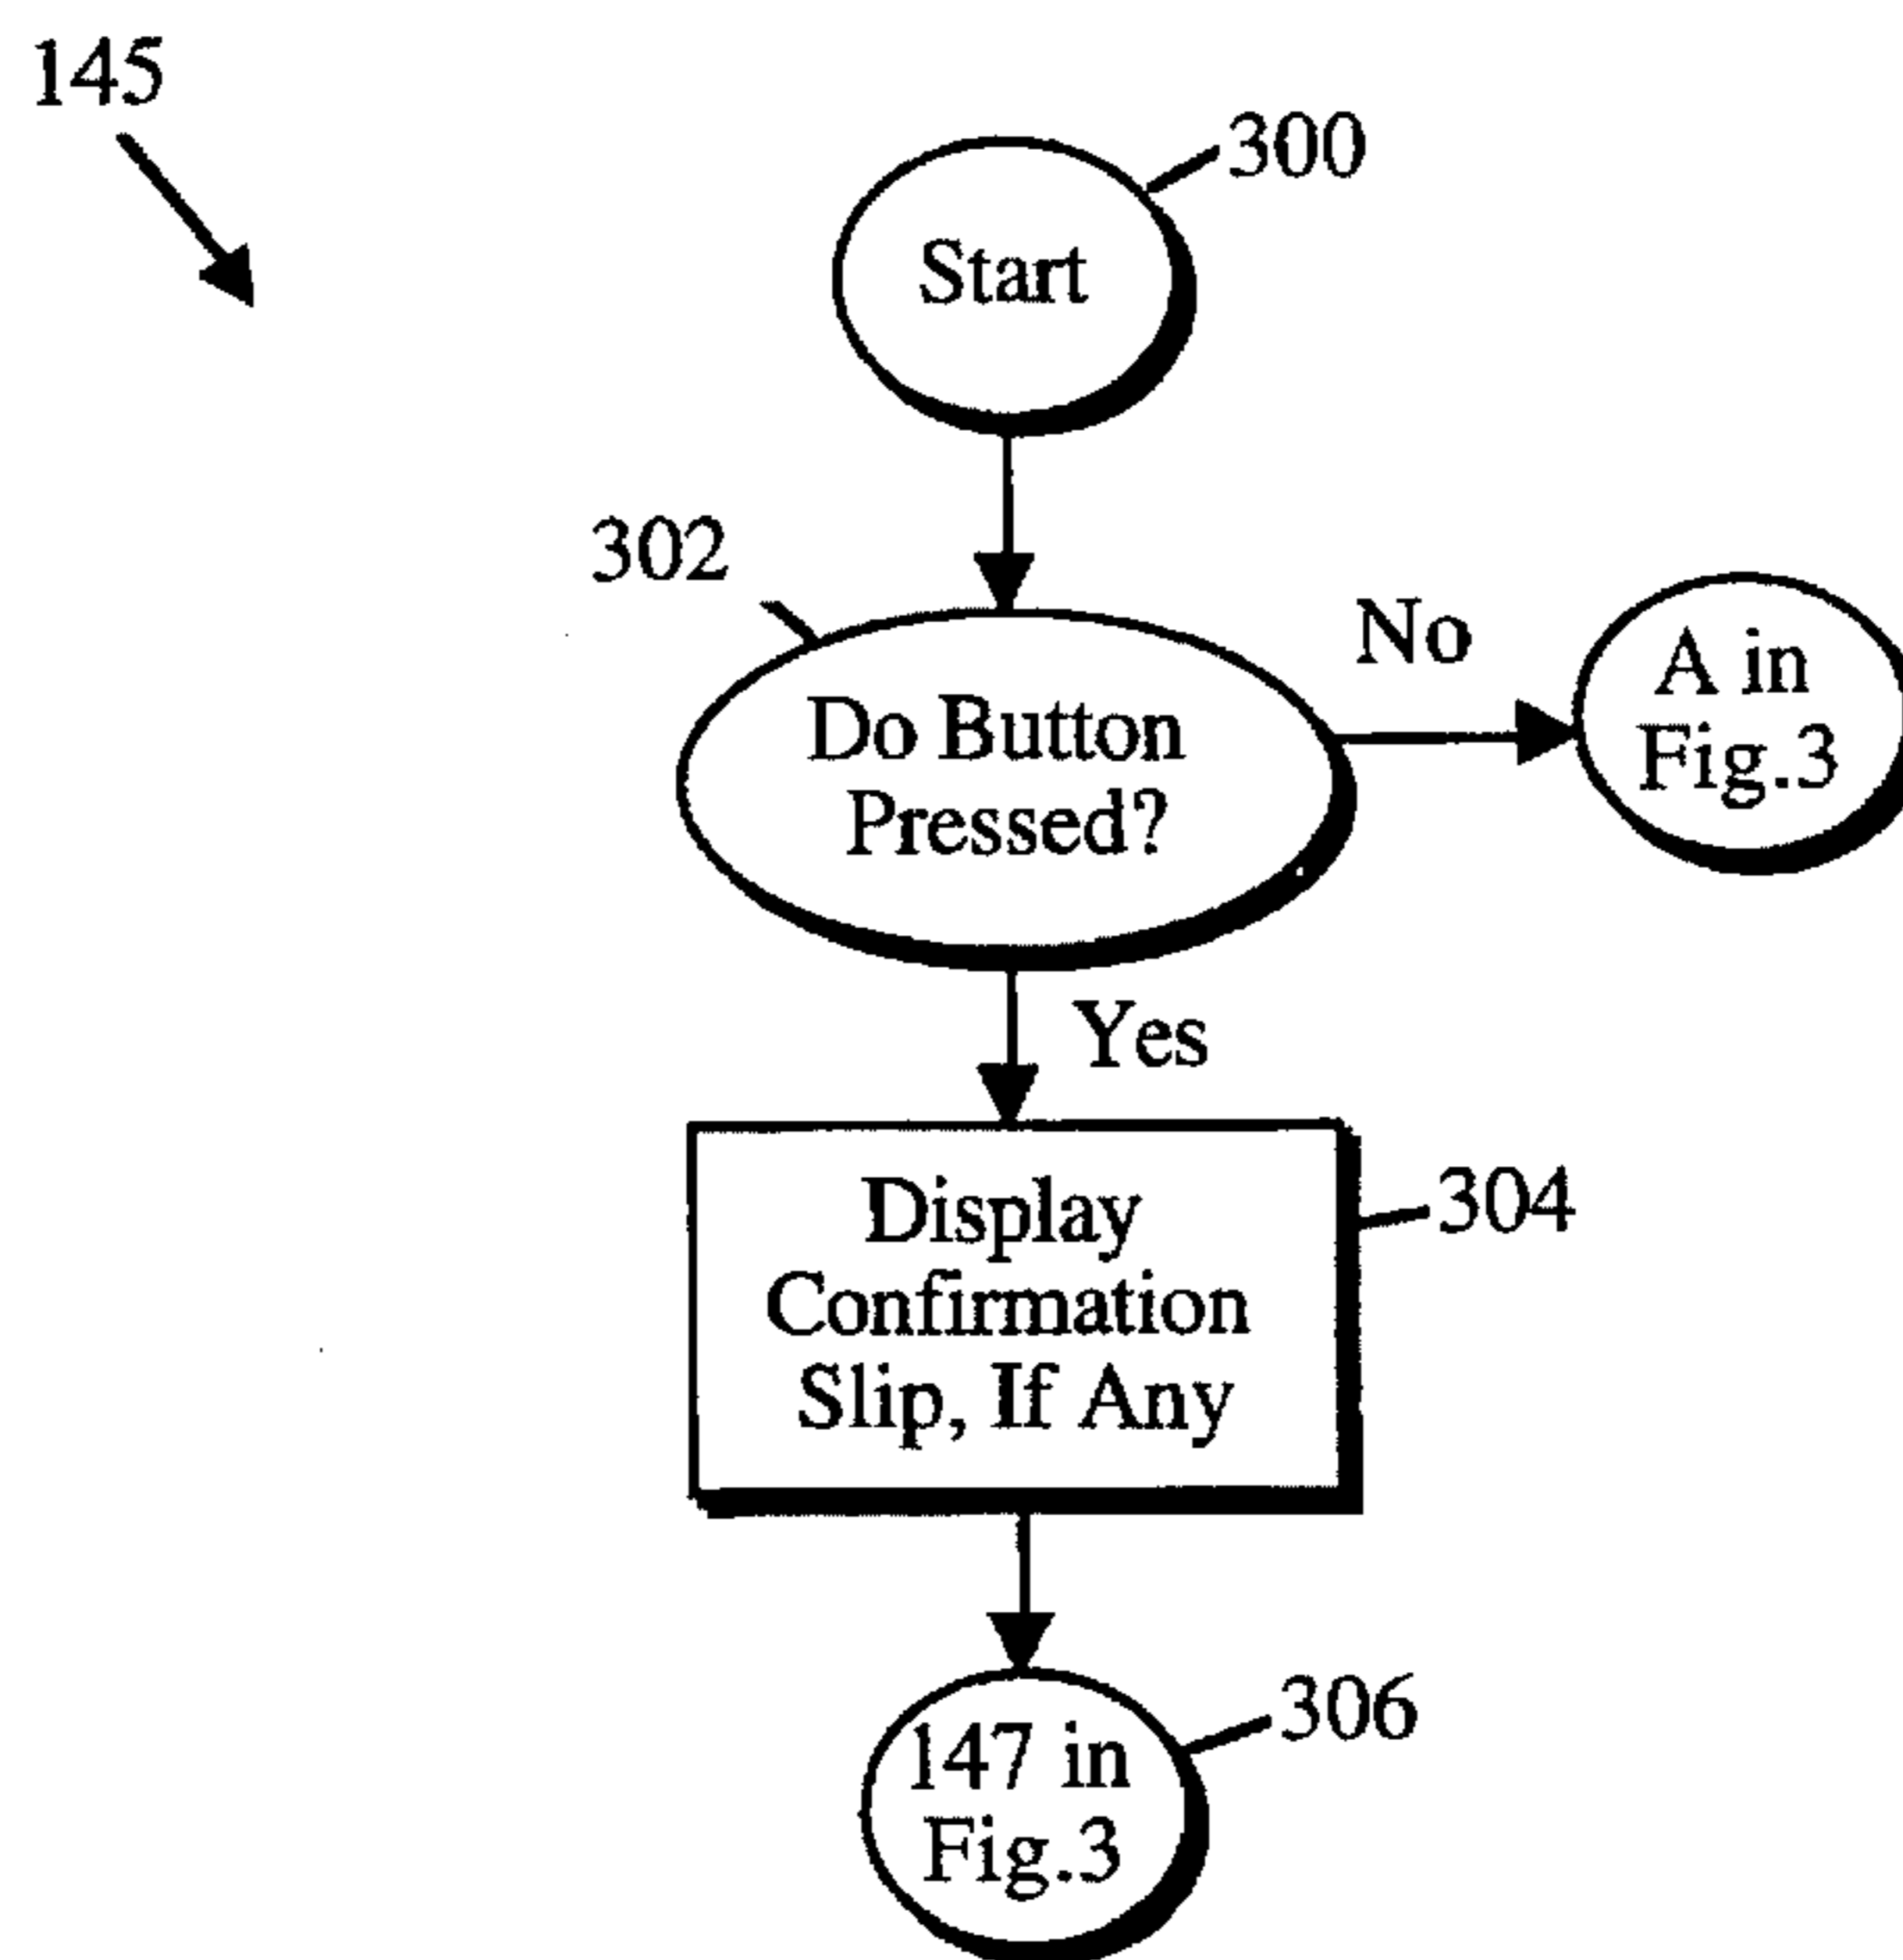 145
300
Start
302
Do Button
Pressed?
No
A in
Fig.3
Yes
Display
Confirmation
Slip, If Any
304
306
147 in
Fig.3